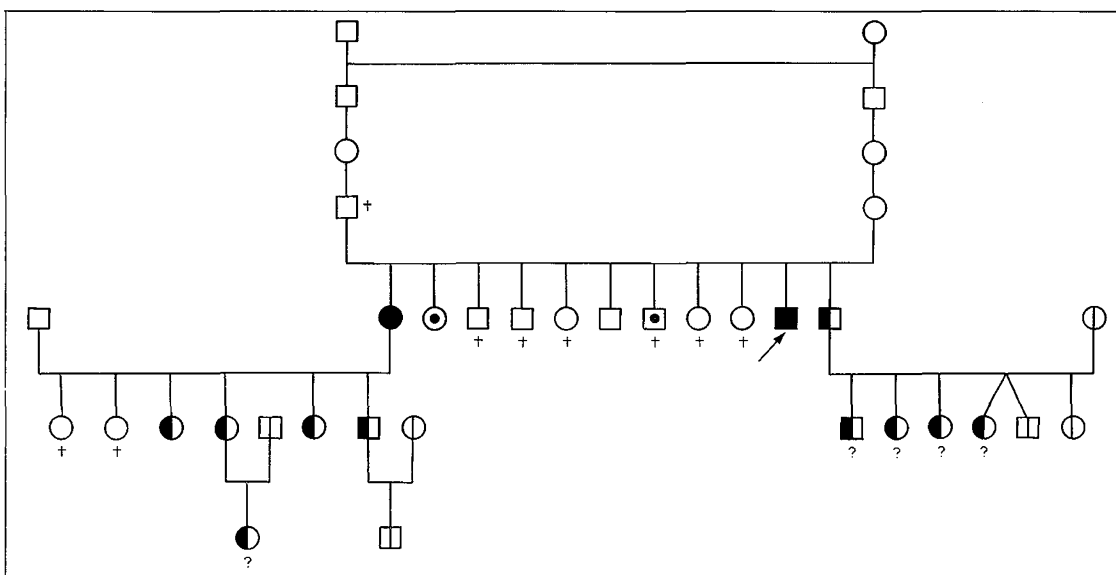 †
† † † † † †
† † ? ? ? ?
?